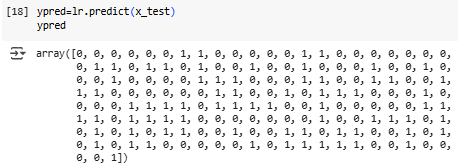 [18] ypred=lr.predict(x_test)
ypred
array([0, 0, 0, 0, 0, 0, 1, 1, 0, 0, 0, 0, 0, 1, 1, 0, 0, 0, 0, 0, 0, 0,
0, 1, 1, 0, 1, 1, 0, 1, 0, 0, 1, 0, 0, 1, 0, 0, 1, 0, 0, 1, 0, 0,
0, 0, 1, 0, 0, 0, 0, 1, 1, 1, 0, 0, 0, 1, 1, 0, 0, 1, 1, 0, 0, 1,
1, 1, 0, 0, 0, 0, 0, 0, 1, 1, 0, 0, 1, 0, 1, 1, 1, 0, 0, 1, 0, 0,
0, 0, 0, 1, 1, 1, 1, 0, 1, 1, 1, 1, 0, 0, 1, 0, 0, 0, 0, 0, 1, 1,
1, 1, 0, 1, 1, 1, 1, 0, 0, 0, 1, 0, 1, 0, 0, 0, 0, 1, 1, 1, 0, 1,
0, 1, 0, 1, 0, 1, 1, 0, 0, 1, 0, 0, 1, 1, 0, 1, 1, 0, 0, 1, 0, 1,
0, 1, 0, 1, 1, 0, 0, 0, 0, 0, 1, 0, 1, 1, 1, 1, 1, 0, 0, 1, 0, 0,
0, 0, 1])